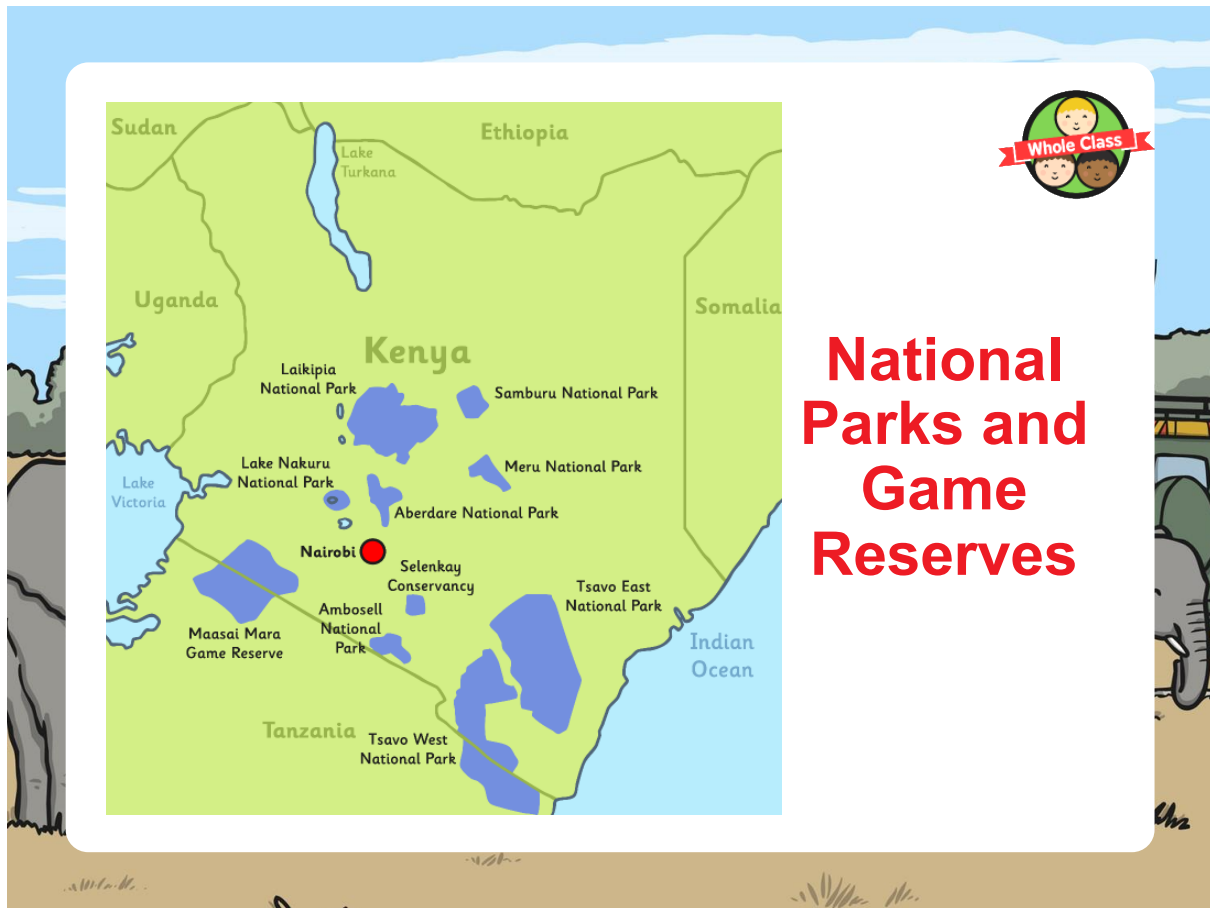 Sudan
Ethiopia
Lake
Turkana
Whole Class
Uganda
Somalia
Kenya
Laikipia
National Park
Samburu National Park
Lake Nakuru
National Park
Meru National Park
Lake
Victoria
Aberdare National Park
Nairobi
Selenkay
Conservancy
Tsavo East
National Park
Ambosell
National
Park
Maasai Mara
Game Reserve
Indian
Ocean
Tanzania
Tsavo West
National Park
National
Parks and
Game
Reserves